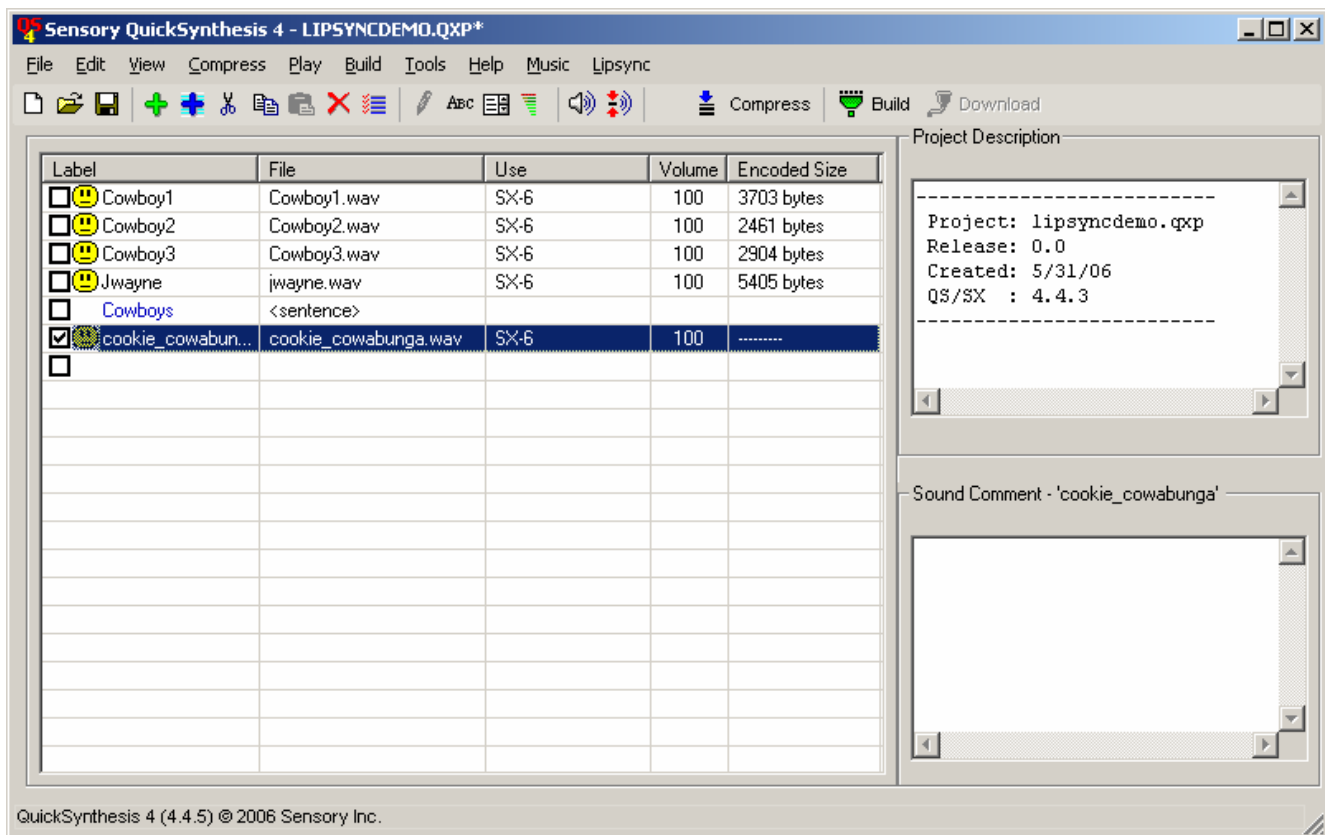 QS 4 Sensory QuickSynthesis 4 - LIPSYNCDEMO.QXP*
File Edit View Compress Play Build Tools Help Music Lipsync
ABC Compress Build Download
Project Description
Label File Use Volume Encoded Size
Cowboy1 Cowboy1.wav SX-6 100 3703 bytes
Cowboy2 Cowboy2.wav SX-6 100 2461 bytes
Cowboy3 Cowboy3.wav SX-6 100 2904 bytes
Jwayne jwayne.wav SX-6 100 5405 bytes
Cowboys <sentence>
cookie_cowabun... cookie_cowabunga.wav SX-6 100 ---------
--------------------------
Project: lipsyncdemo.qxp
Release: 0.0
Created: 5/31/06
QS/SX : 4.4.3
--------------------------
Sound Comment - 'cookie_cowabunga'
QuickSynthesis 4 (4.4.5) © 2006 Sensory Inc.